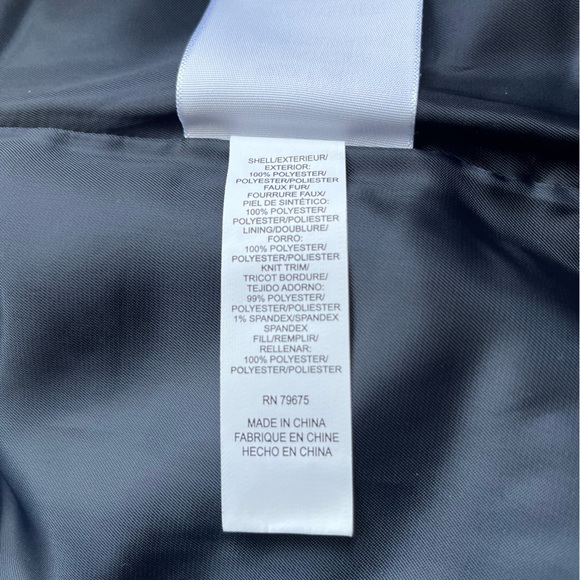 SHELL/EXTERIEUR/
EXTERIOR:
100% POLYESTER/
POLYESTER/POLIESTER
FAUX FUR/
FOURRURE FAUX/
PIEL DE SINTÉTICO:
100% POLYESTER/
POLYESTER/POLIESTER
LINING/DOUBLURE/
FORRO:
100% POLYESTER/
POLYESTER/POLIESTER
KNIT TRIM/
TRICOT BORDURE/
TEJIDO ADORNO:
99% POLYESTER/
POLYESTER/POLIESTER
1% SPANDEX/SPANDEX
SPANDEX
FILL/REMPLIR/
RELLENAR:
100% POLYESTER/
POLYESTER/POLIESTER
RN 79675
MADE IN CHINA
FABRIQUE EN CHINE
HECHO EN CHINA